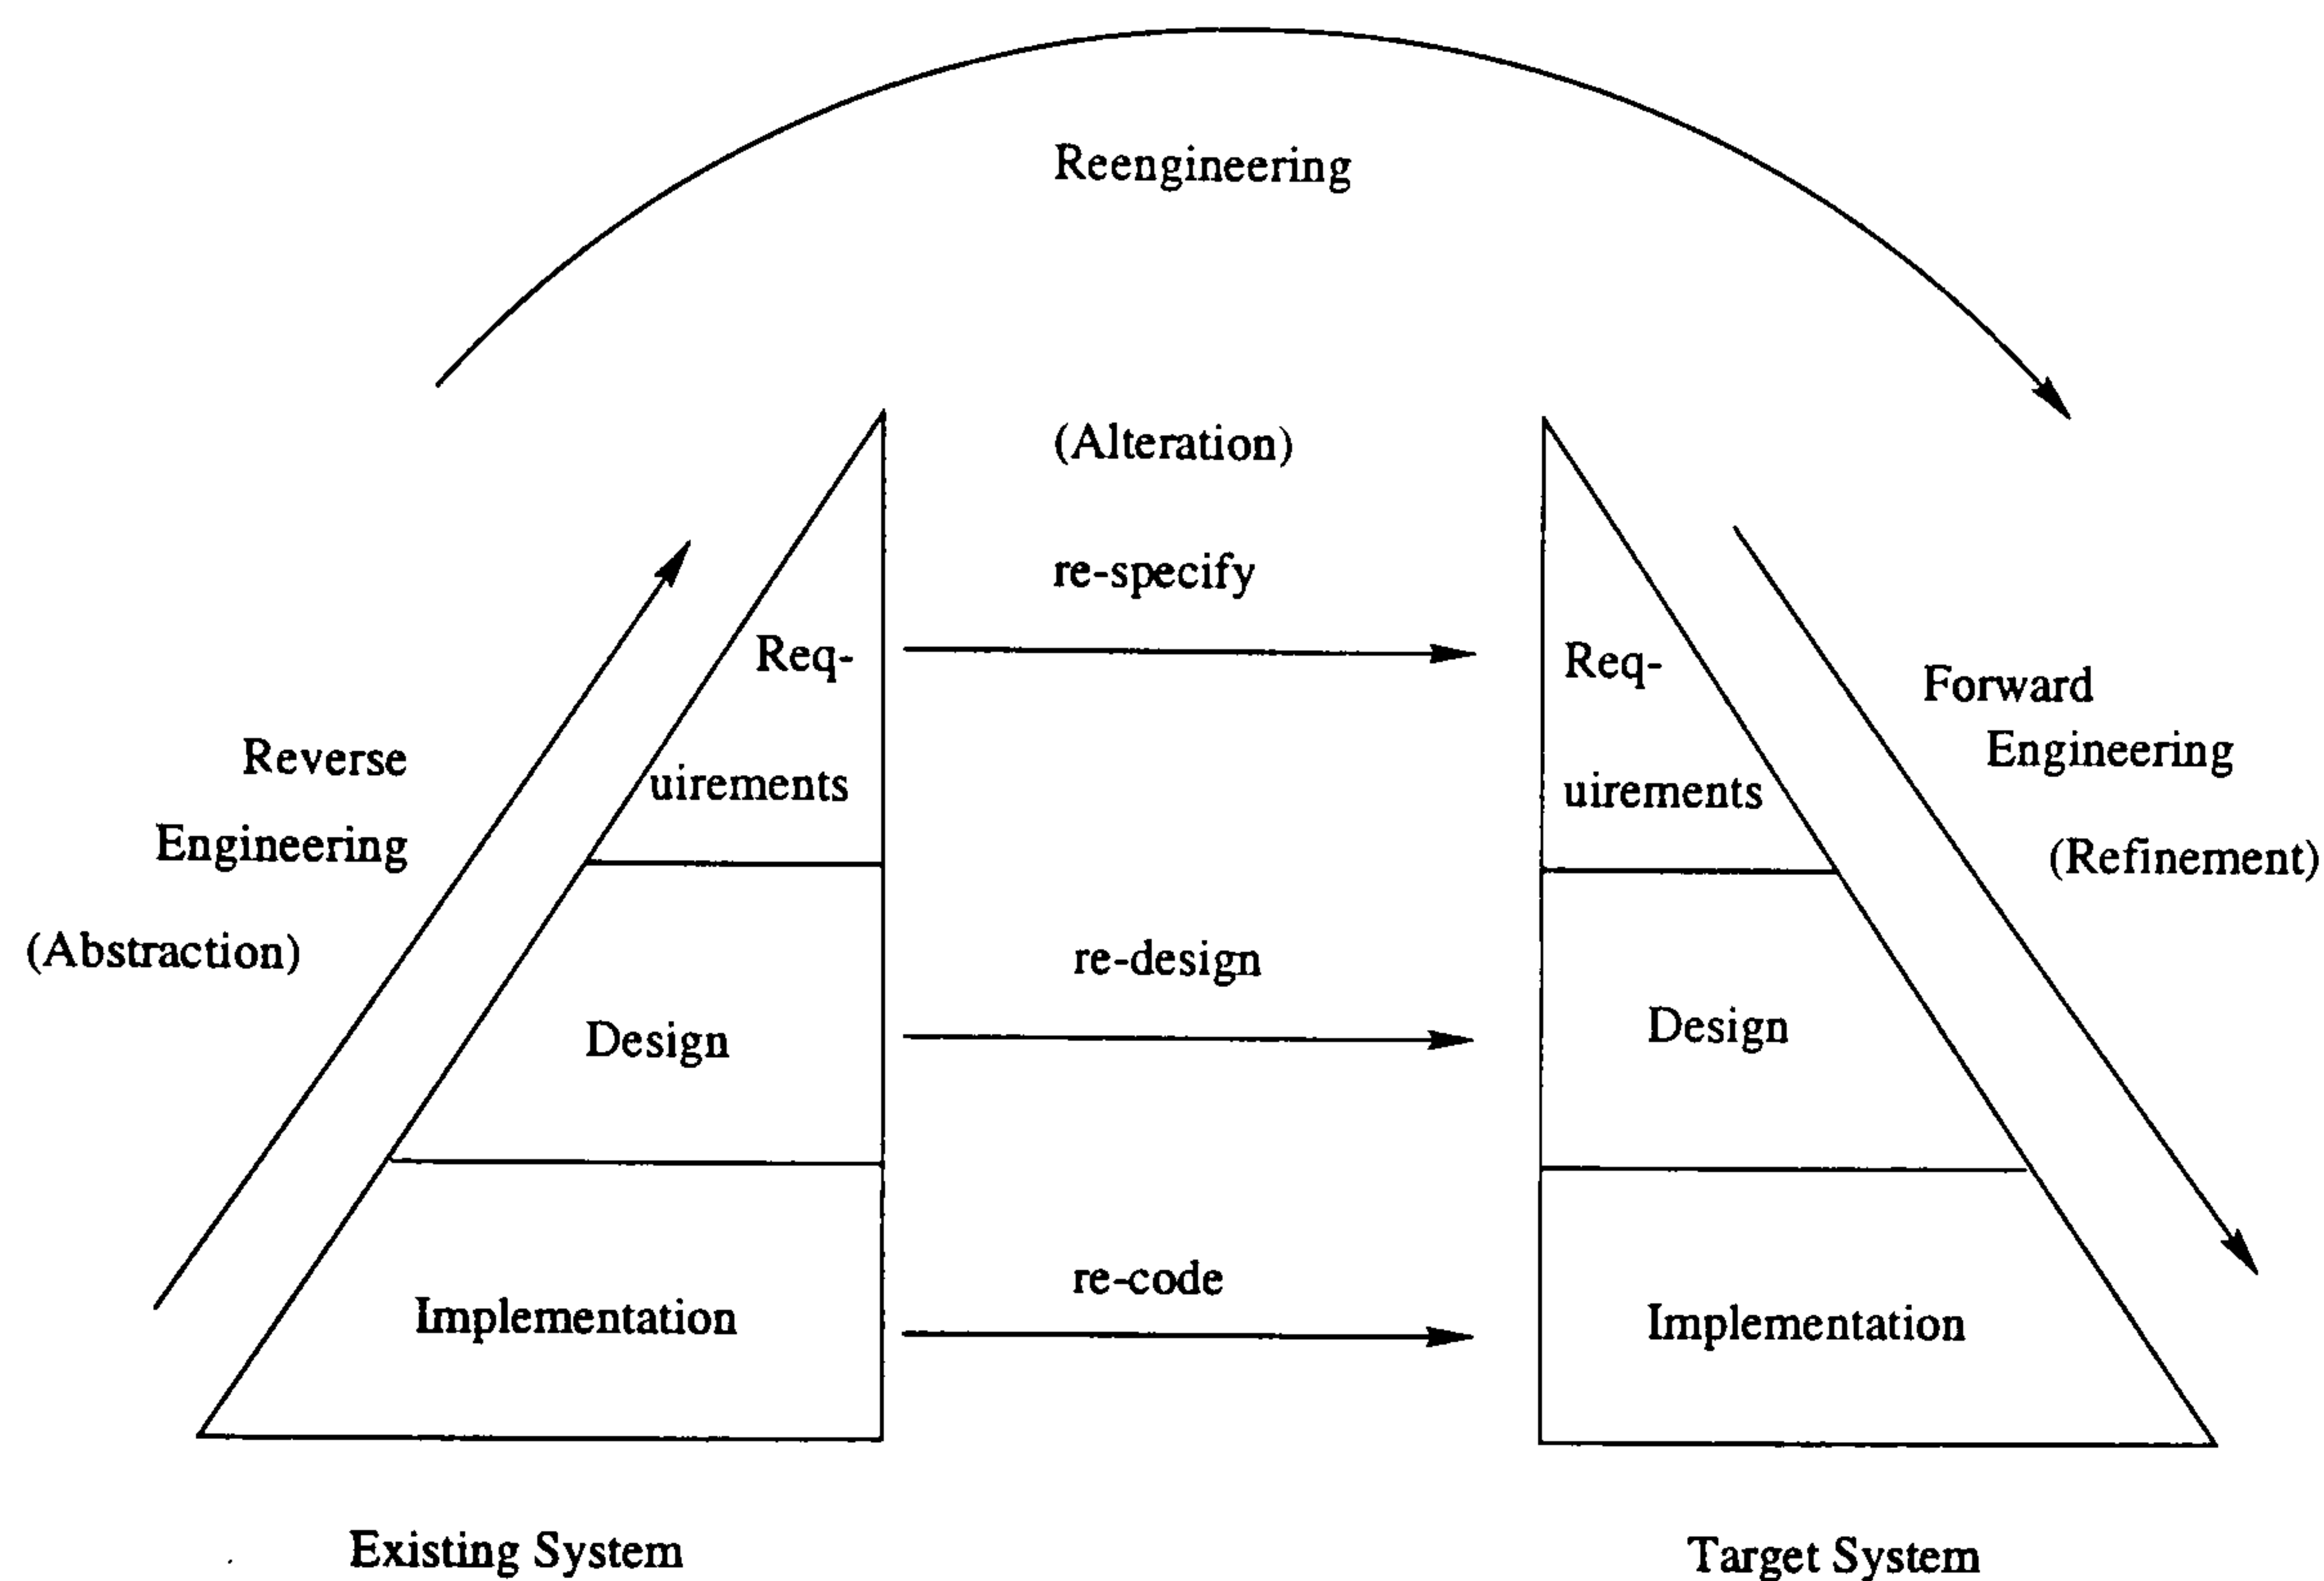 Reengineering
(Alteration)
re-specify
Req-
uirements
Req-
uirements
Forward
Engineering
(Refinement)
Reverse
Engineering
(Abstraction)
re-design
Design
Design
re-code
Implementation
Implementation
Existing System
Target System